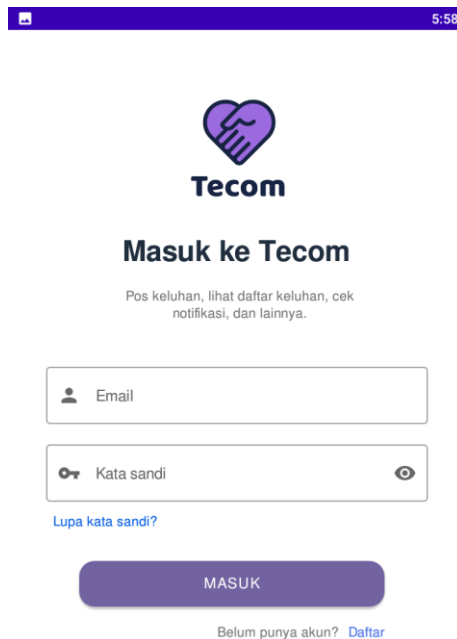 5:58
Tecom
Masuk ke Tecom
Pos keluhan, lihat daftar keluhan, cek
notifikasi, dan lainnya.
Email
Kata sandi
Lupa kata sandi?
MASUK
Belum punya akun? Daftar